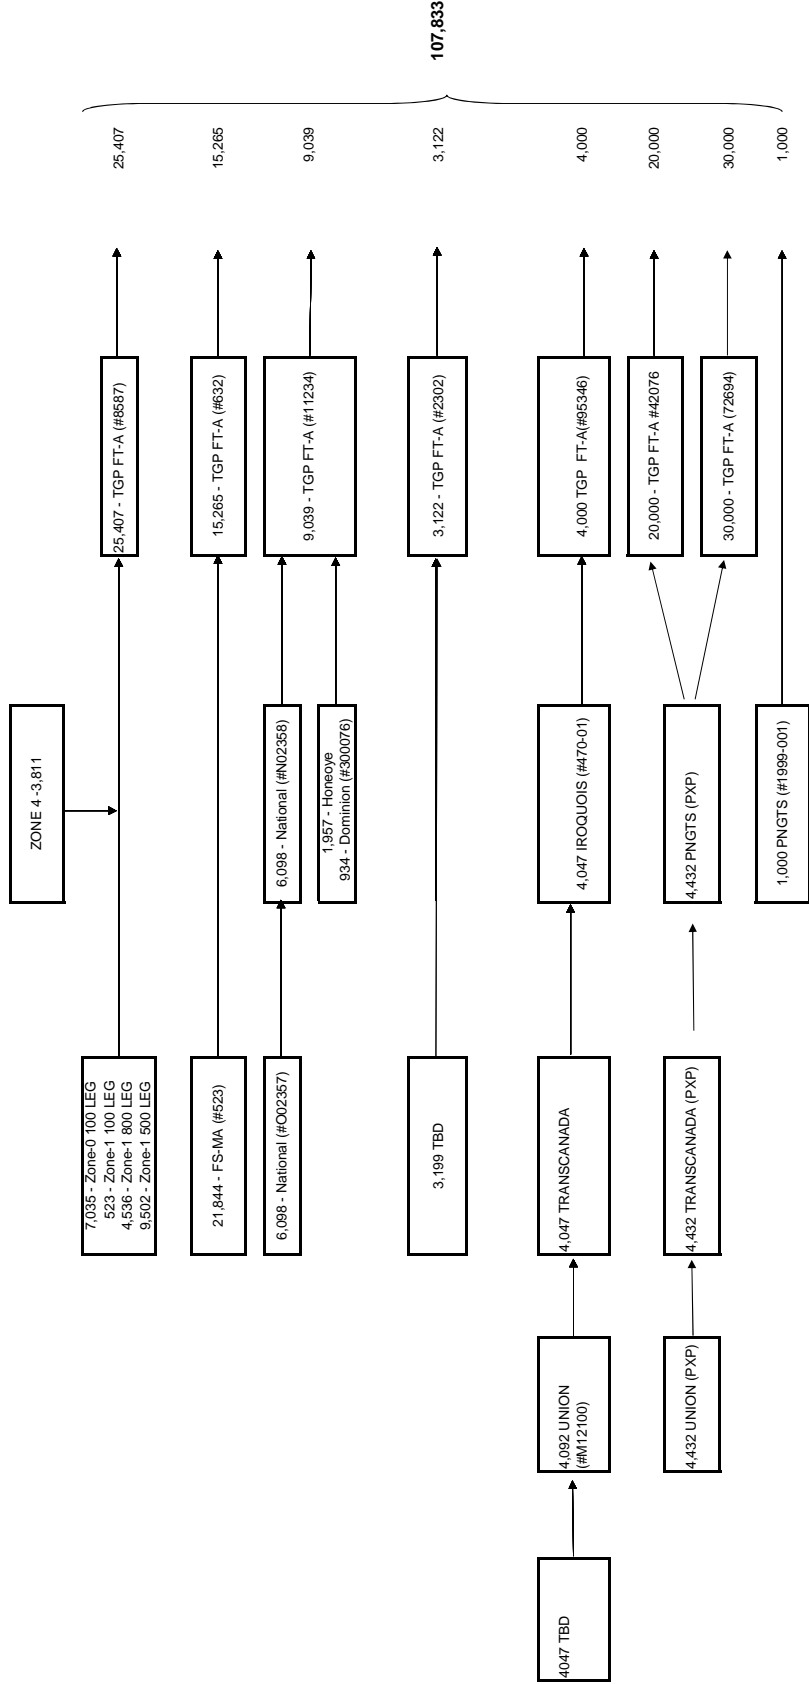 ZONE 4 -3,811
7,035 - Zone-0 100 LEG
523 - Zone-1 100 LEG
4,536 - Zone-1 800 LEG
9,502 - Zone-1 500 LEG
25,407 - TGP FT-A (#8587)
25,407
21,844 - FS-MA (#523)
15,265 - TGP FT-A (#632)
15,265
6,098 - National (#O02357)
6,098 - National (#N02358)
1,957 - Honeoye
934 - Dominion (#300076)
9,039 - TGP FT-A (#11234)
9,039
3,199 TBD
3,122 - TGP FT-A (#2302)
3,122
107,833
4047 TBD
4,092 UNION
(#M12100)
4,047 TRANSCANADA
4,047 IROQUOIS (#470-01)
4,000 TGP FT-A(#95346)
4,000
4,432 UNION (PXP)
4,432 TRANSCANADA (PXP)
4,432 PNGTS (PXP)
20,000 - TGP FT-A #42076
20,000
30,000 - TGP FT-A (72694)
30,000
1,000 PNGTS (#1999-001)
1,000